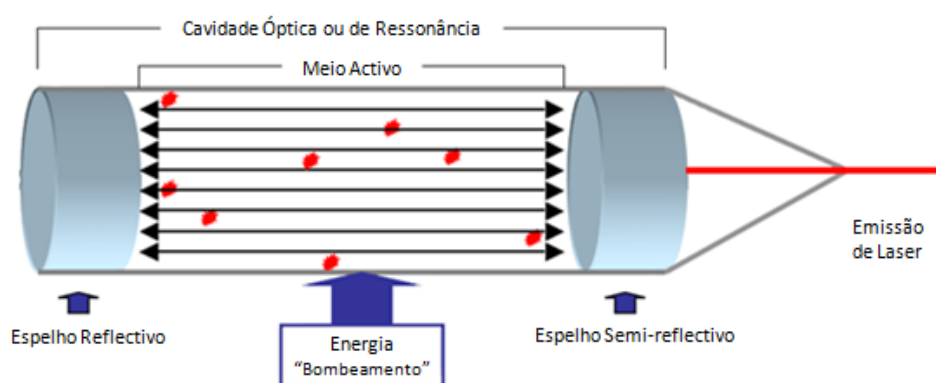 Cavidade Óptica ou de Ressonância
Meio Activo
Emissão
de Laser
Espelho Reflectivo
Energia
“Bombeamento”
Espelho Semi-reflectivo